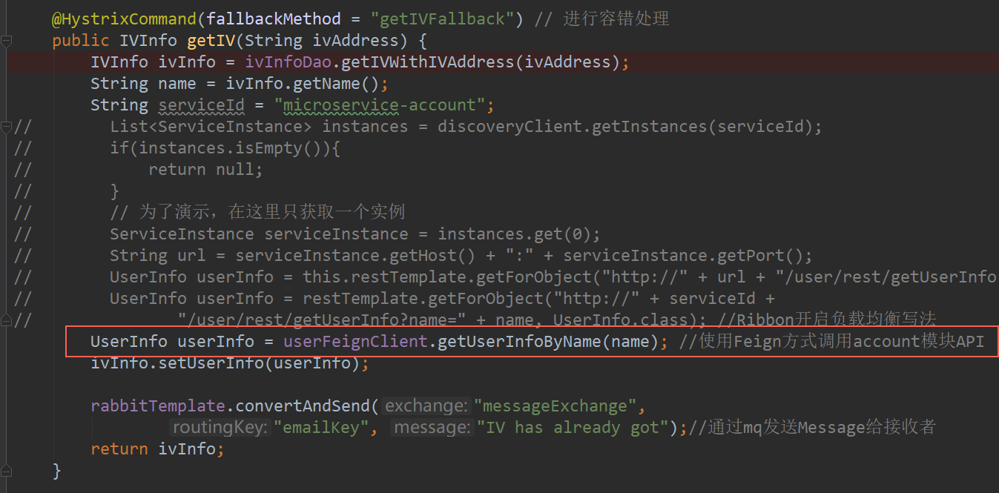 @HystrixCommand(fallbackMethod = "getIVFallback") // 进行容错处理
public IVInfo getIV(String ivAddress) {
IVInfo ivInfo = ivInfoDao.getIVWithIVAddress(ivAddress);
String name = ivInfo.getName();
String serviceId = "microservice-account";
// List<ServiceInstance> instances = discoveryClient.getInstances(serviceId);
// if(instances.isEmpty()){
// return null;
// }
// // 为了演示，在这里只获取一个实例
// ServiceInstance serviceInstance = instances.get(0);
// String url = serviceInstance.getHost() + ":" + serviceInstance.getPort();
// UserInfo userInfo = this.restTemplate.getForObject("http://" + url + "/user/rest/getUserInfo
// UserInfo userInfo = restTemplate.getForObject("http://" + serviceId +
// "/user/rest/getUserInfo?name=" + name, UserInfo.class); //Ribbon开启负载均衡写法
UserInfo userInfo = userFeignClient.getUserInfoByName(name); //使用Feign方式调用account模块API
ivInfo.setUserInfo(userInfo);
rabbitTemplate.convertAndSend( exchange: "messageExchange",
routingKey: "emailKey", message: "IV has already got");//通过mq发送Message给接收者
return ivInfo;
}